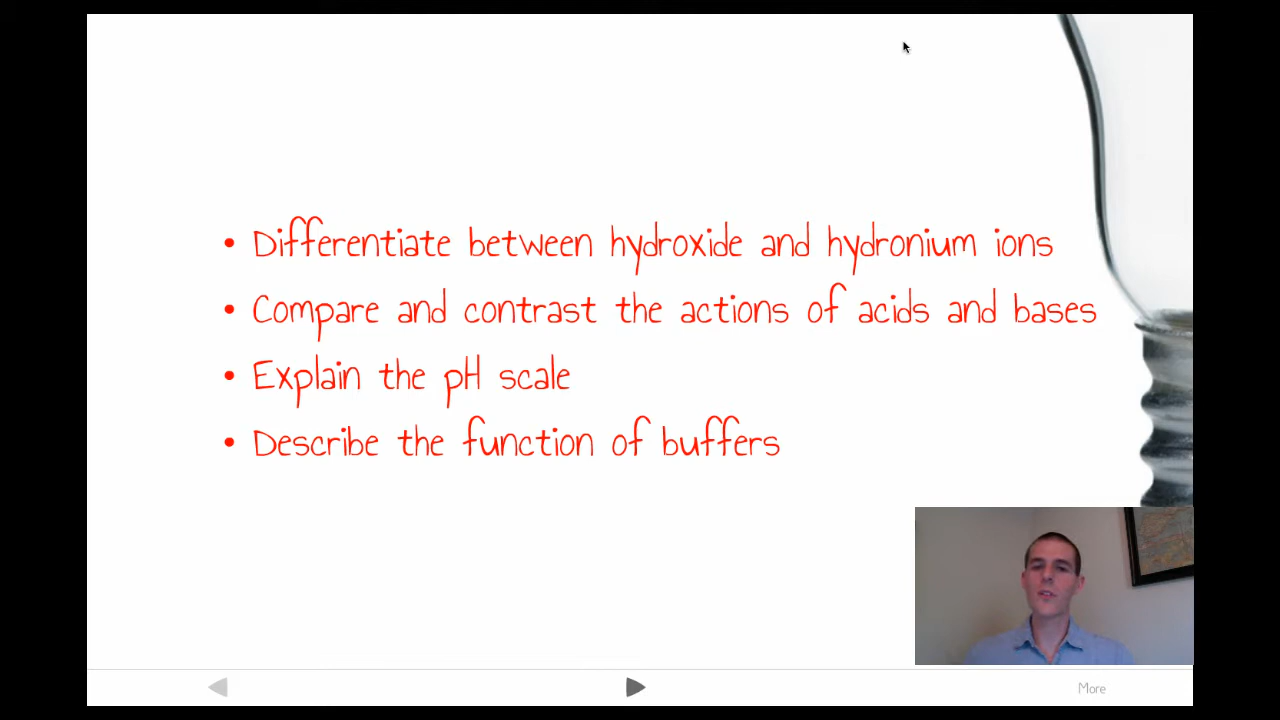 • Differentiate between hydroxide and hydronium ions
• Compare and contrast the actions of acids and bases
• Explain the pH scale
• Describe the function of buffers
More